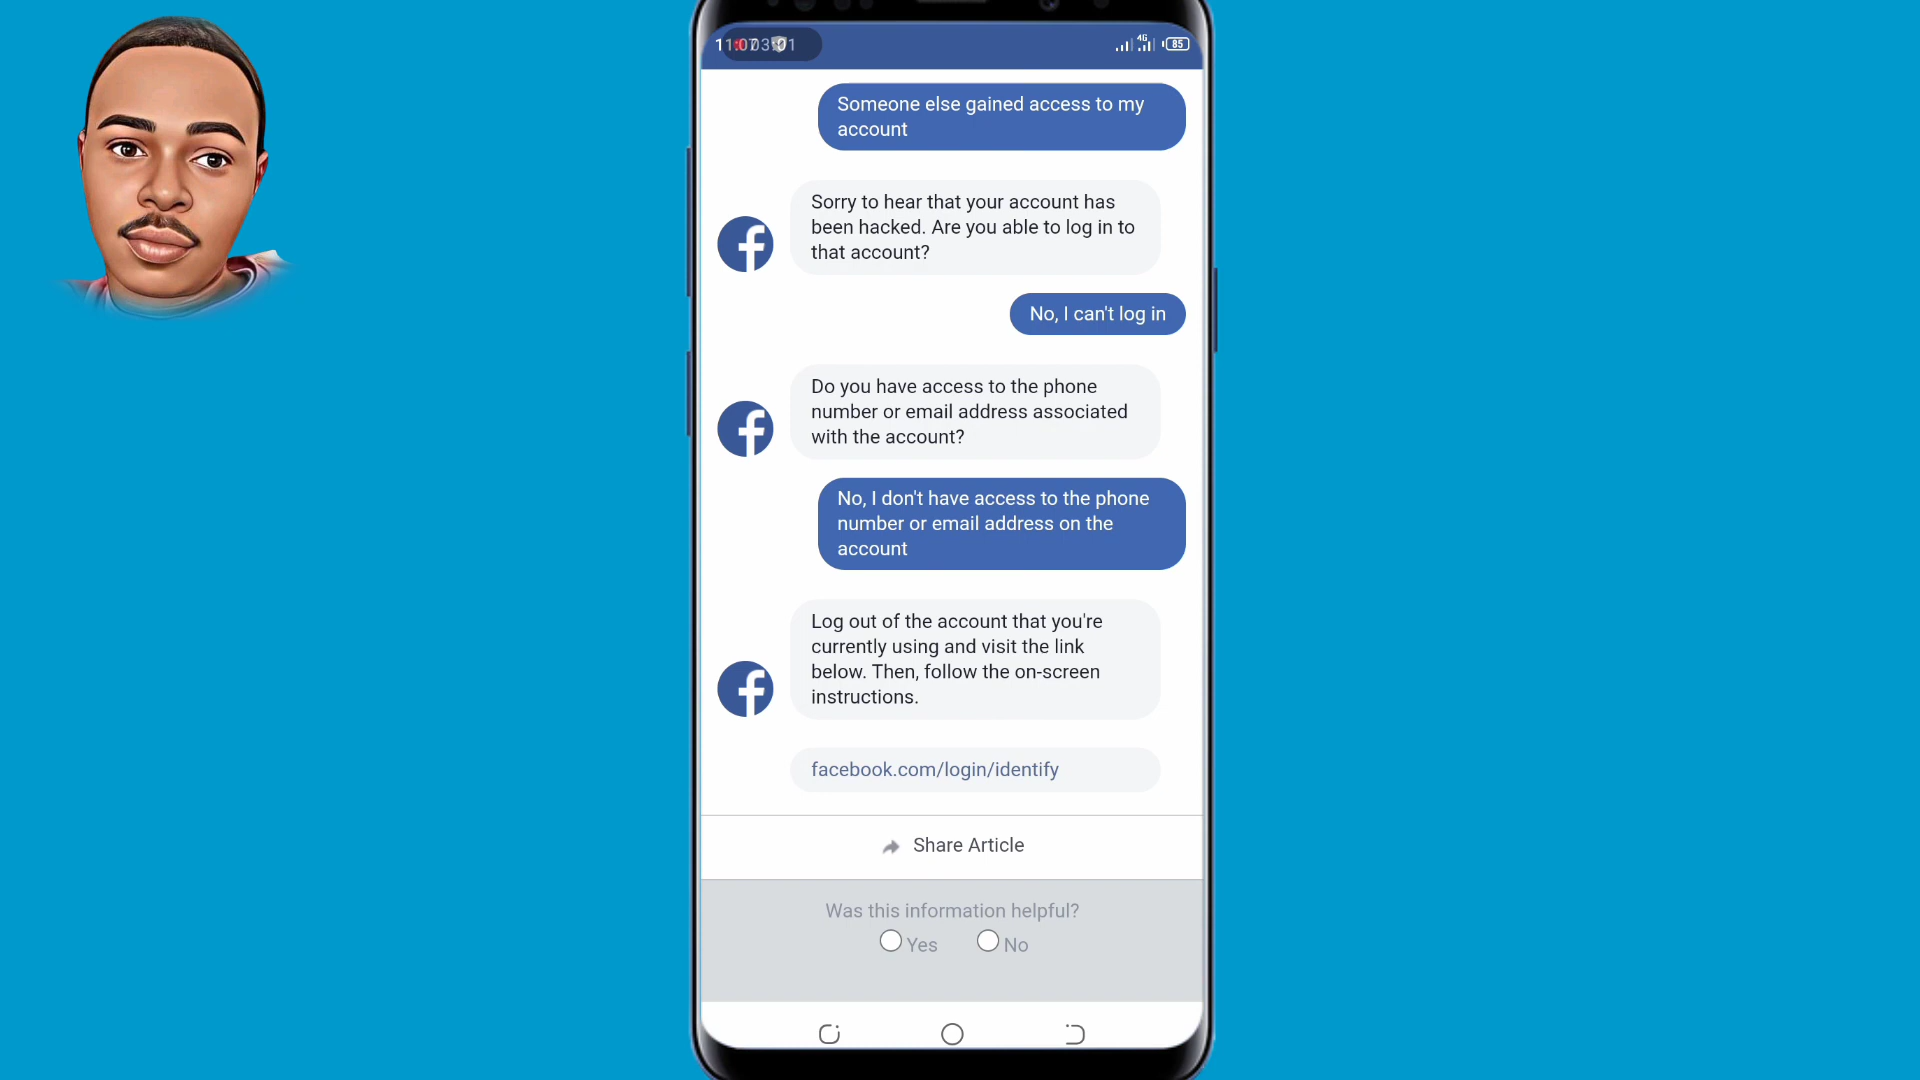 4G
85
Someone else gained access to my
account
Sorry to hear that your account has
been hacked. Are you able to log in to
that account?
No, I can't log in
Do you have access to the phone
number or email address associated
with the account?
No, I don't have access to the phone
number or email address on the
account
Log out of the account that you're
currently using and visit the link
below. Then, follow the on-screen
instructions.
facebook.com/login/identify
Share Article
Was this information helpful?
Yes No